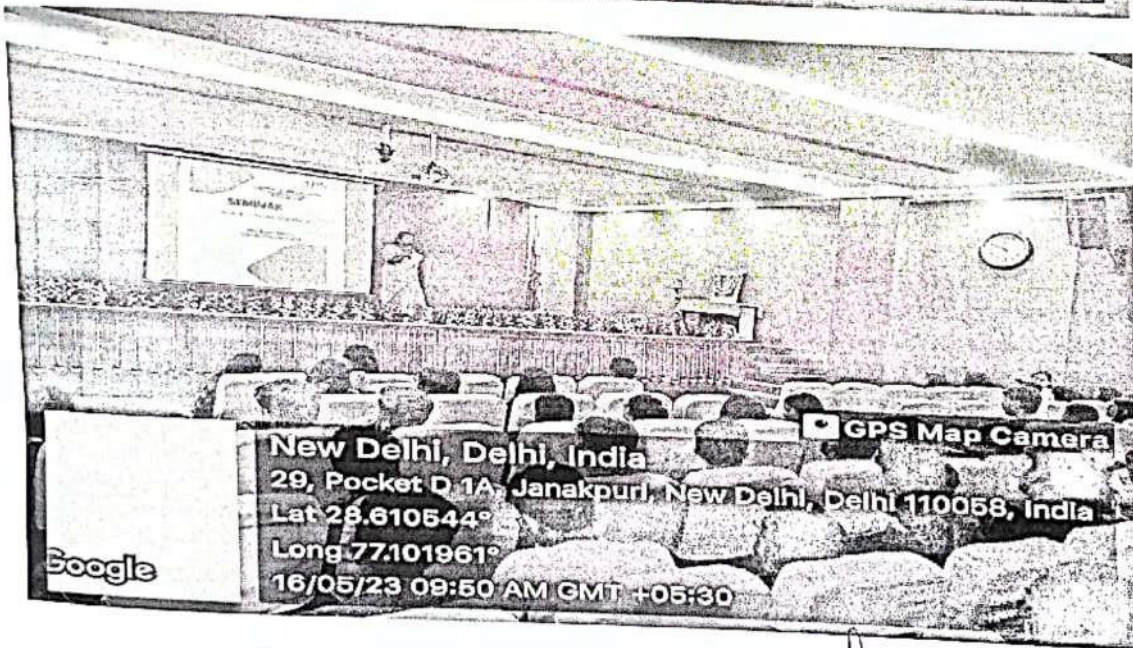 SEMINAR
GPS Map Camera
New Delhi, Delhi, India
29, Pocket D 1A, Janakpuri, New Delhi, Delhi 110058, India
Lat 28.610544°
Long 77.101961°
16/05/23 09:50 AM GMT +05:30
Google